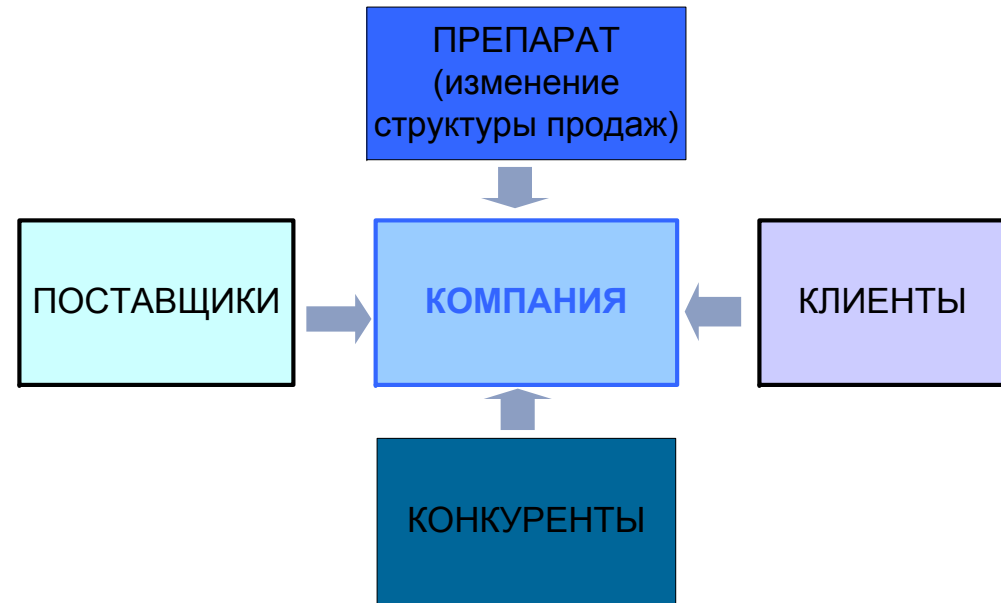 ПРЕПАРАТ
(изменение
структуры продаж)
ПОСТАВЩИКИ
КОМПАНИЯ
КЛИЕНТЫ
КОНКУРЕНТЫ